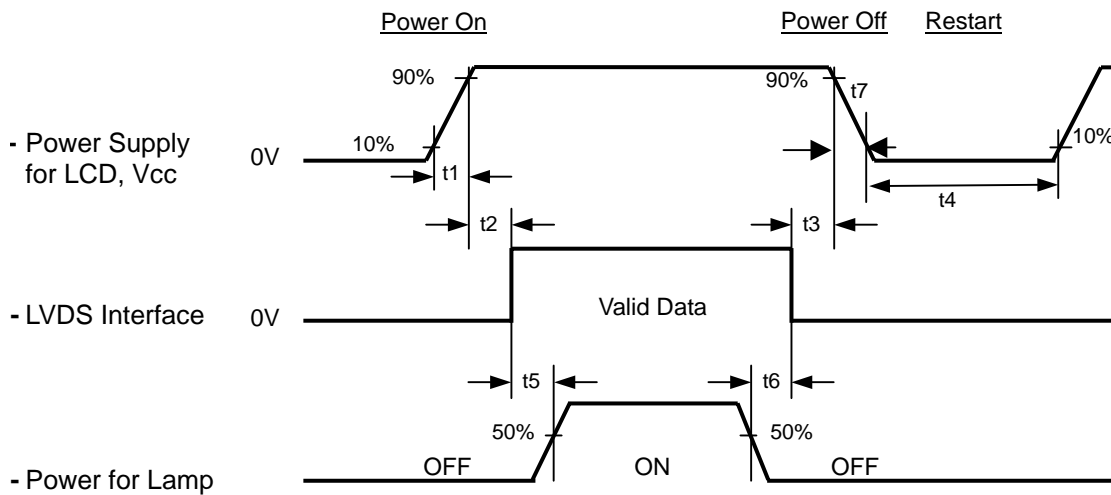 Power On
Power Off
Restart
90%
90%
t7
- Power Supply
for LCD, Vcc
0V
10%
10%
t1
t4
t2
t3
- LVDS Interface
0V
Valid Data
t5
t6
50%
50%
- Power for Lamp
OFF
ON
OFF